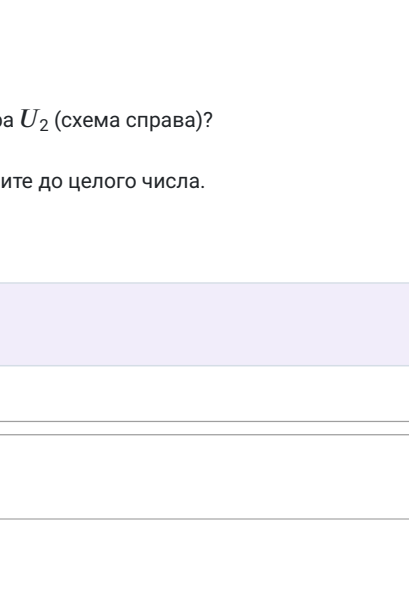 ра U₂ (схема справа)?
ите до целого числа.